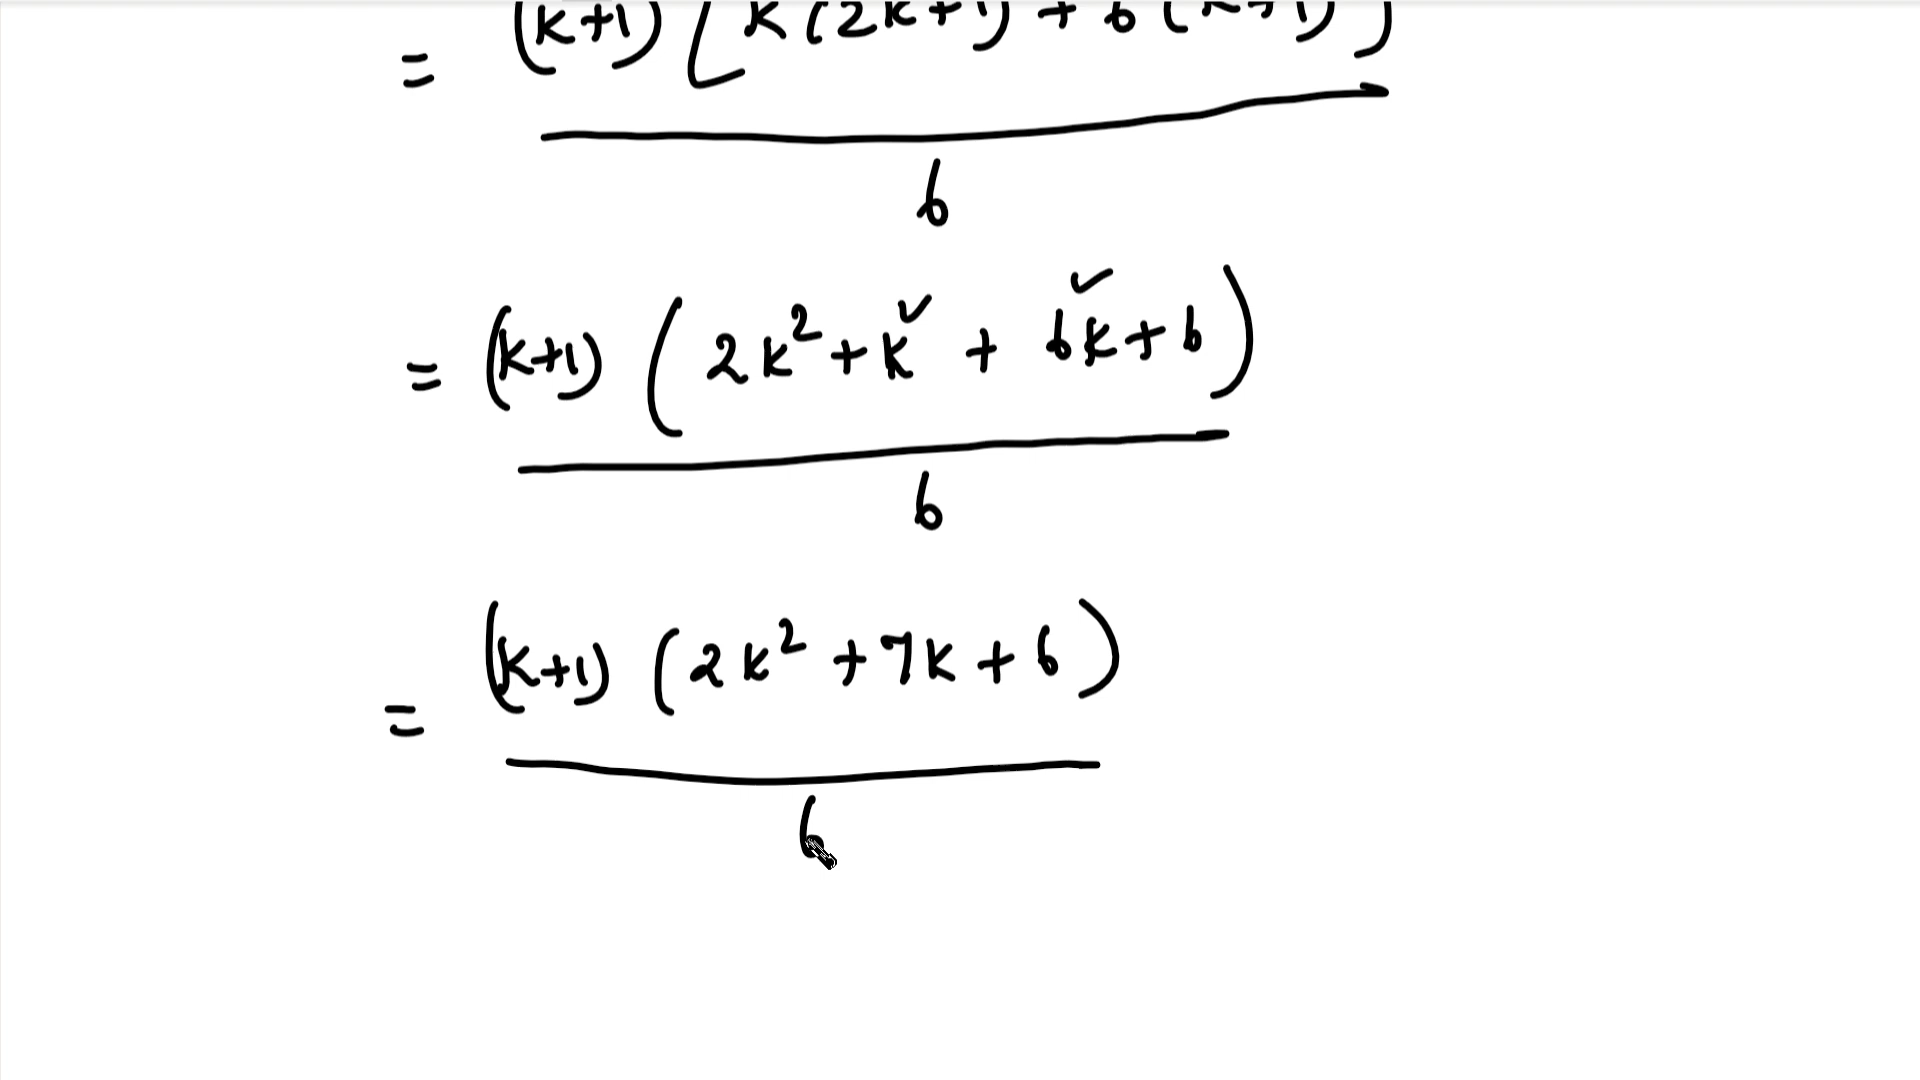 = (k+1) [k(2k+1) + 6(k+1)]
6
= (k+1) (2k² + k + 6k + 6)
6
= (k+1) (2k² + 7k + 6)
6